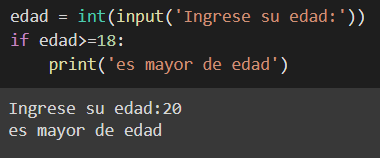 edad = int(input('Ingrese su edad:'))
if edad>=18:
    print('es mayor de edad')
Ingrese su edad:20
es mayor de edad